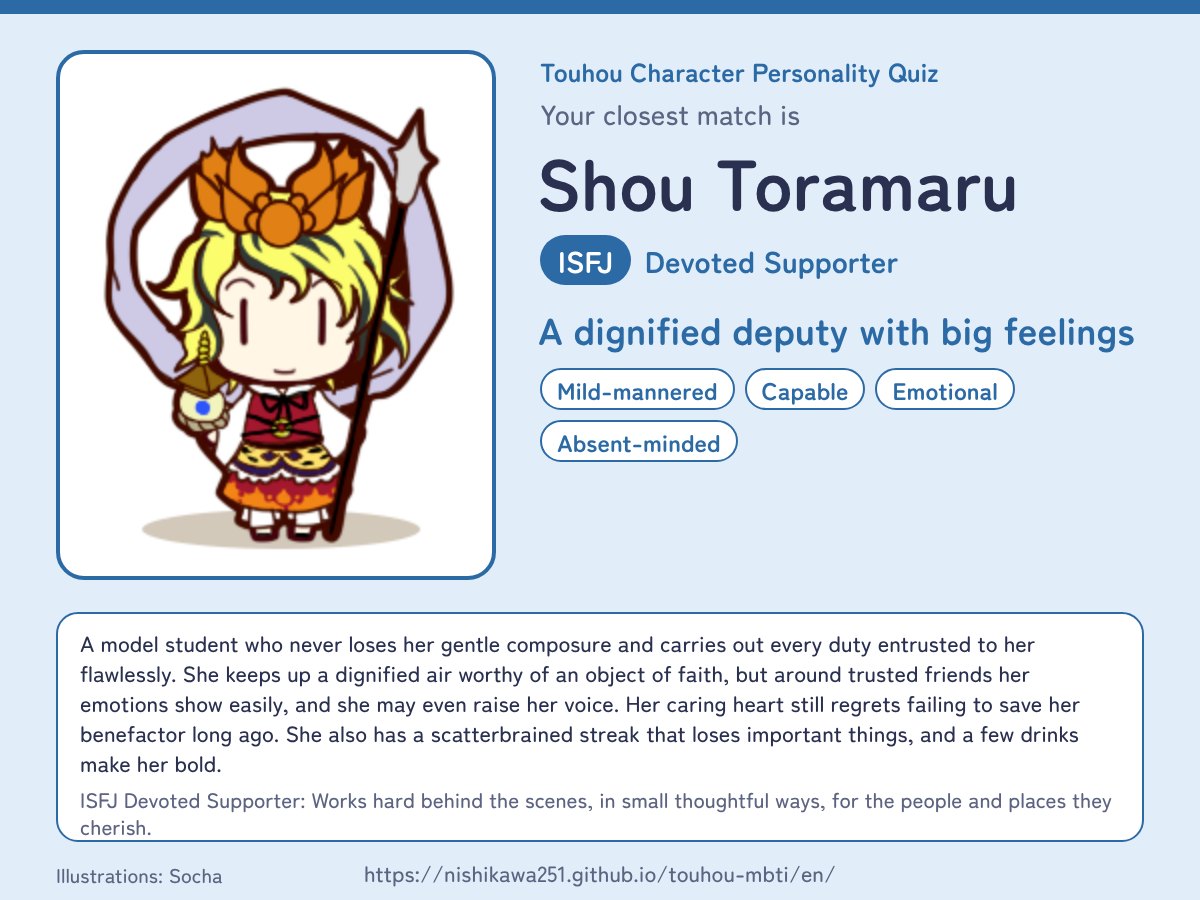 Touhou Character Personality Quiz
Your closest match is
Shou Toramaru
ISFJ Devoted Supporter
A dignified deputy with big feelings
Mild-mannered Capable Emotional
Absent-minded
A model student who never loses her gentle composure and carries out every duty entrusted to her
flawlessly. She keeps up a dignified air worthy of an object of faith, but around trusted friends her
emotions show easily, and she may even raise her voice. Her caring heart still regrets failing to save her
benefactor long ago. She also has a scatterbrained streak that loses important things, and a few drinks
make her bold.
ISFJ Devoted Supporter: Works hard behind the scenes, in small thoughtful ways, for the people and places they
cherish.
Illustrations: Socha https://nishikawa251.github.io/touhou-mbti/en/